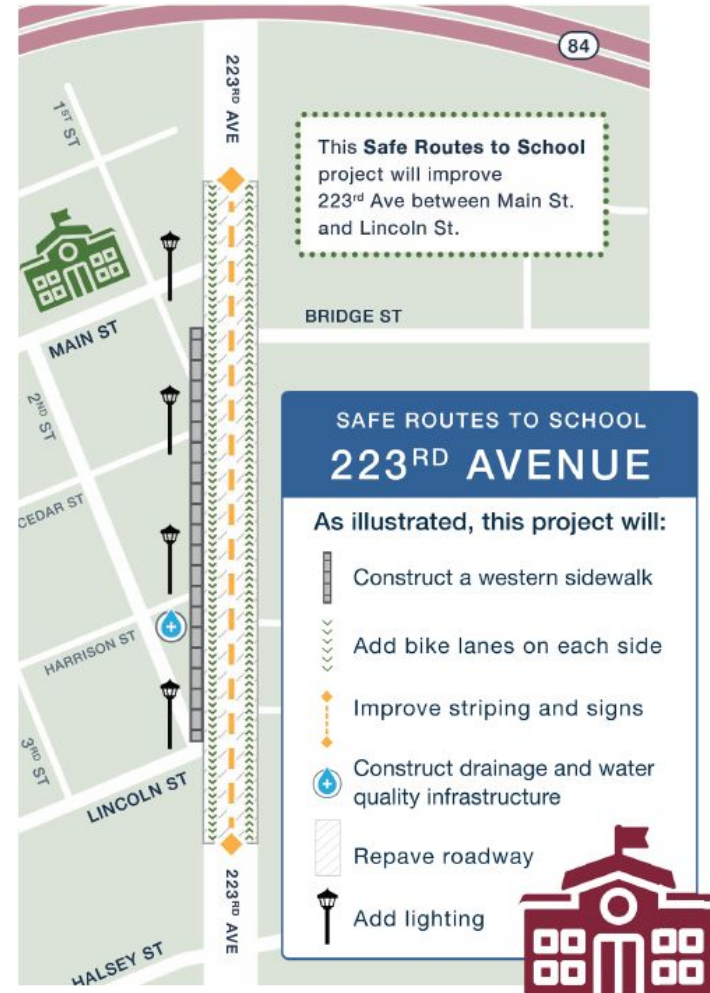 84
223RD AVE
1ST ST
This Safe Routes to School
project will improve
223rd Ave between Main St.
and Lincoln St.
BRIDGE ST
MAIN ST
2ND ST
CEDAR ST
HARRISON ST
3RD ST
LINCOLN ST
223RD AVE
HALSEY ST
SAFE ROUTES TO SCHOOL
223RD AVENUE
As illustrated, this project will:
Construct a western sidewalk
Add bike lanes on each side
Improve striping and signs
Construct drainage and water
quality infrastructure
Repave roadway
Add lighting